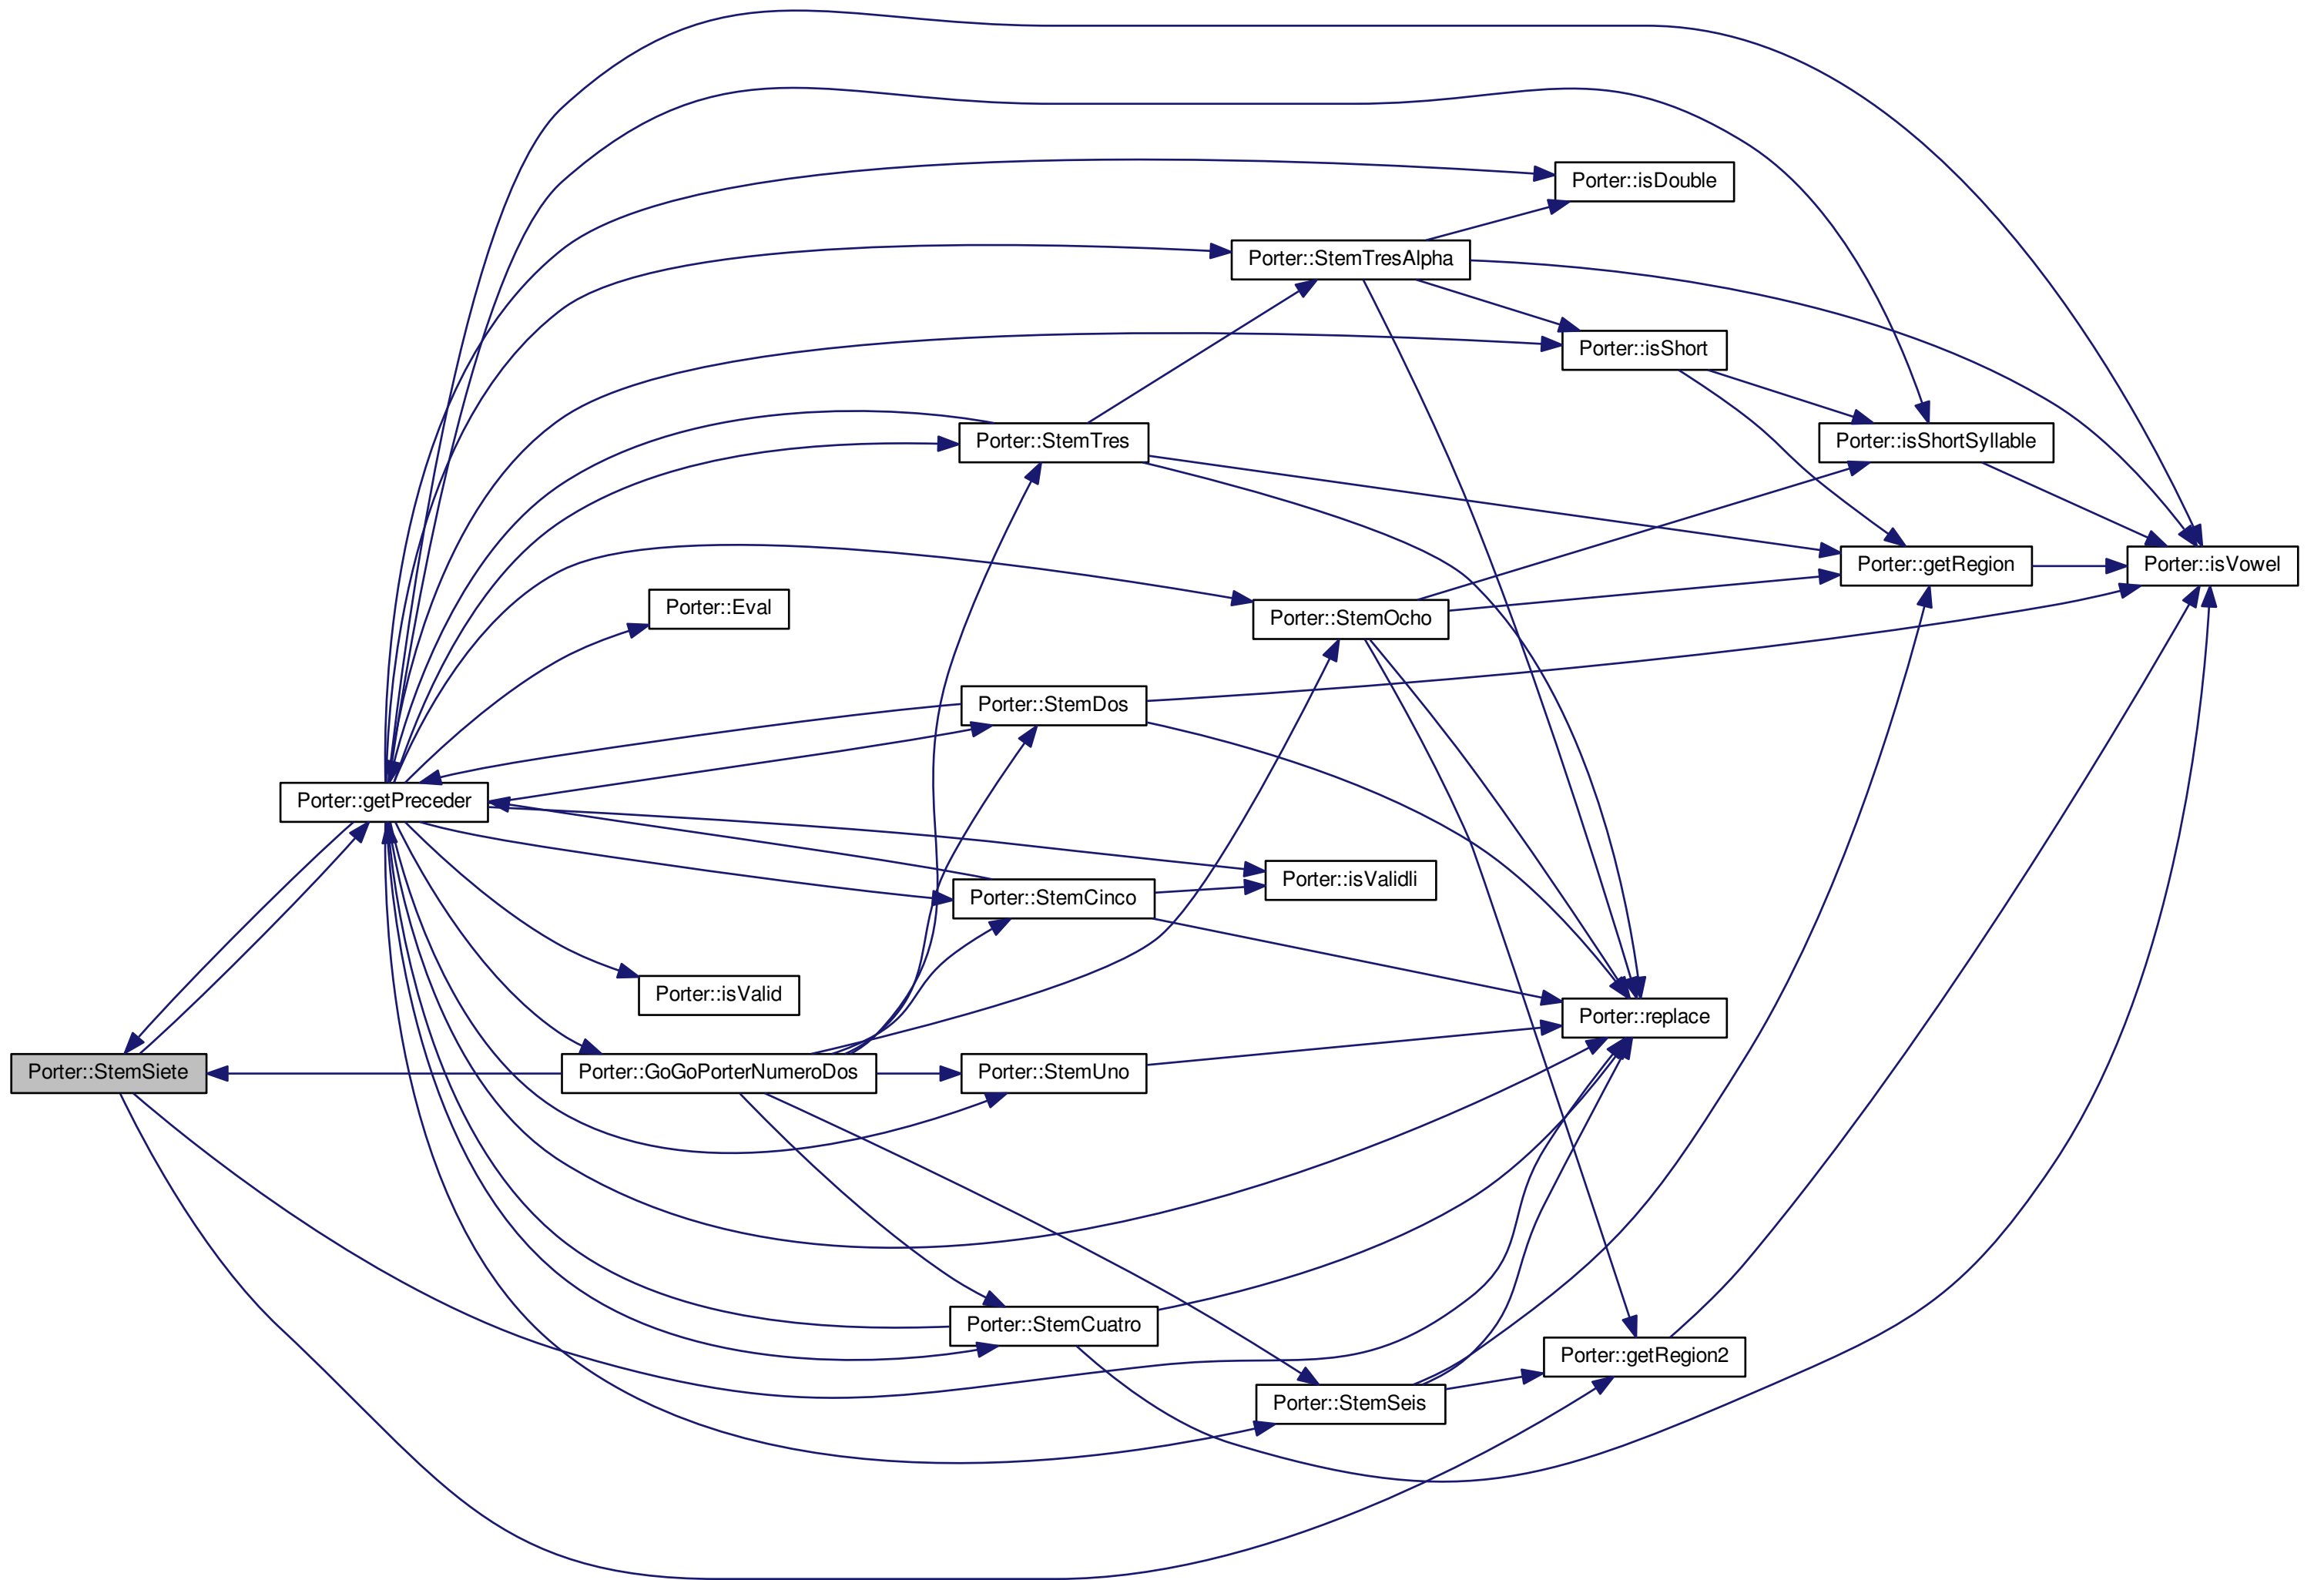 Porter::isDouble
Porter::StemTresAlpha
Porter::isShort
Porter::StemTres
Porter::isShortSyllable
Porter::getRegion
Porter::isVowel
Porter::Eval
Porter::StemOcho
Porter::StemDos
Porter::getPreceder
Porter::isValidli
Porter::StemCinco
Porter::isValid
Porter::replace
Porter::StemSiete
Porter::GoGoPorterNumeroDos
Porter::StemUno
Porter::StemCuatro
Porter::getRegion2
Porter::StemSeis